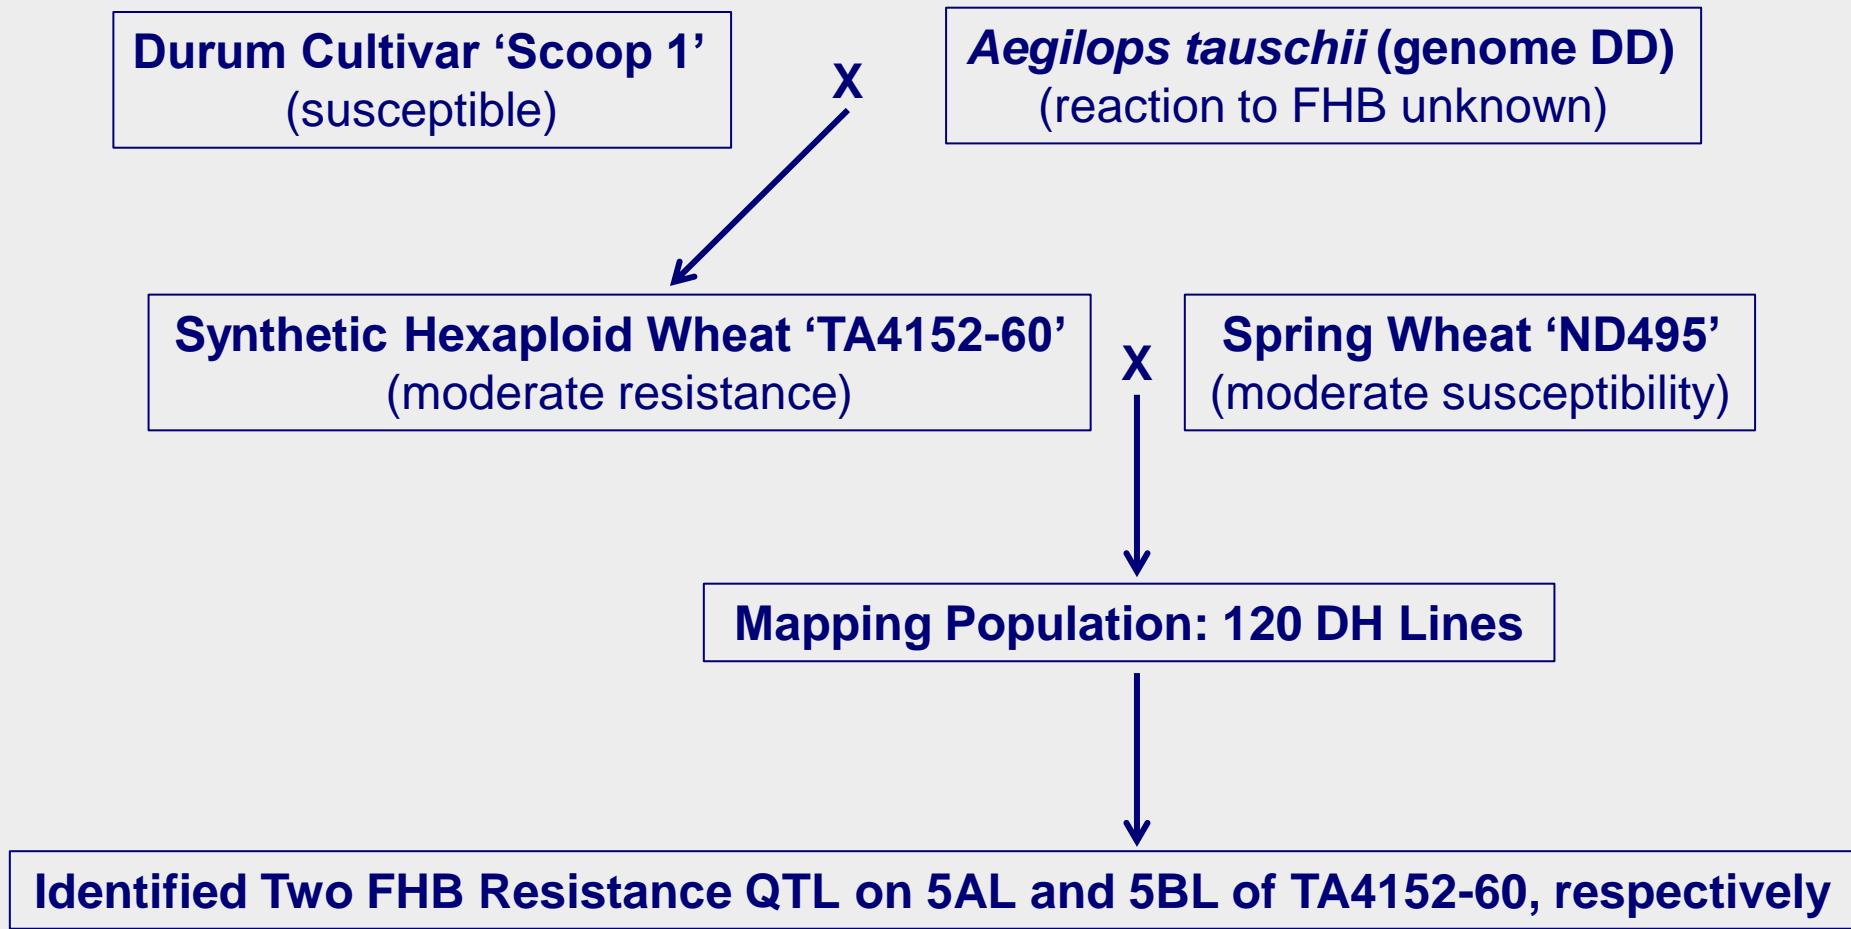 Durum Cultivar ‘Scoop 1’
(susceptible)
X
Aegilops tauschii (genome DD)
(reaction to FHB unknown)
Synthetic Hexaploid Wheat ‘TA4152-60’
(moderate resistance)
X
Spring Wheat ‘ND495’
(moderate susceptibility)
Mapping Population: 120 DH Lines
Identified Two FHB Resistance QTL on 5AL and 5BL of TA4152-60, respectively